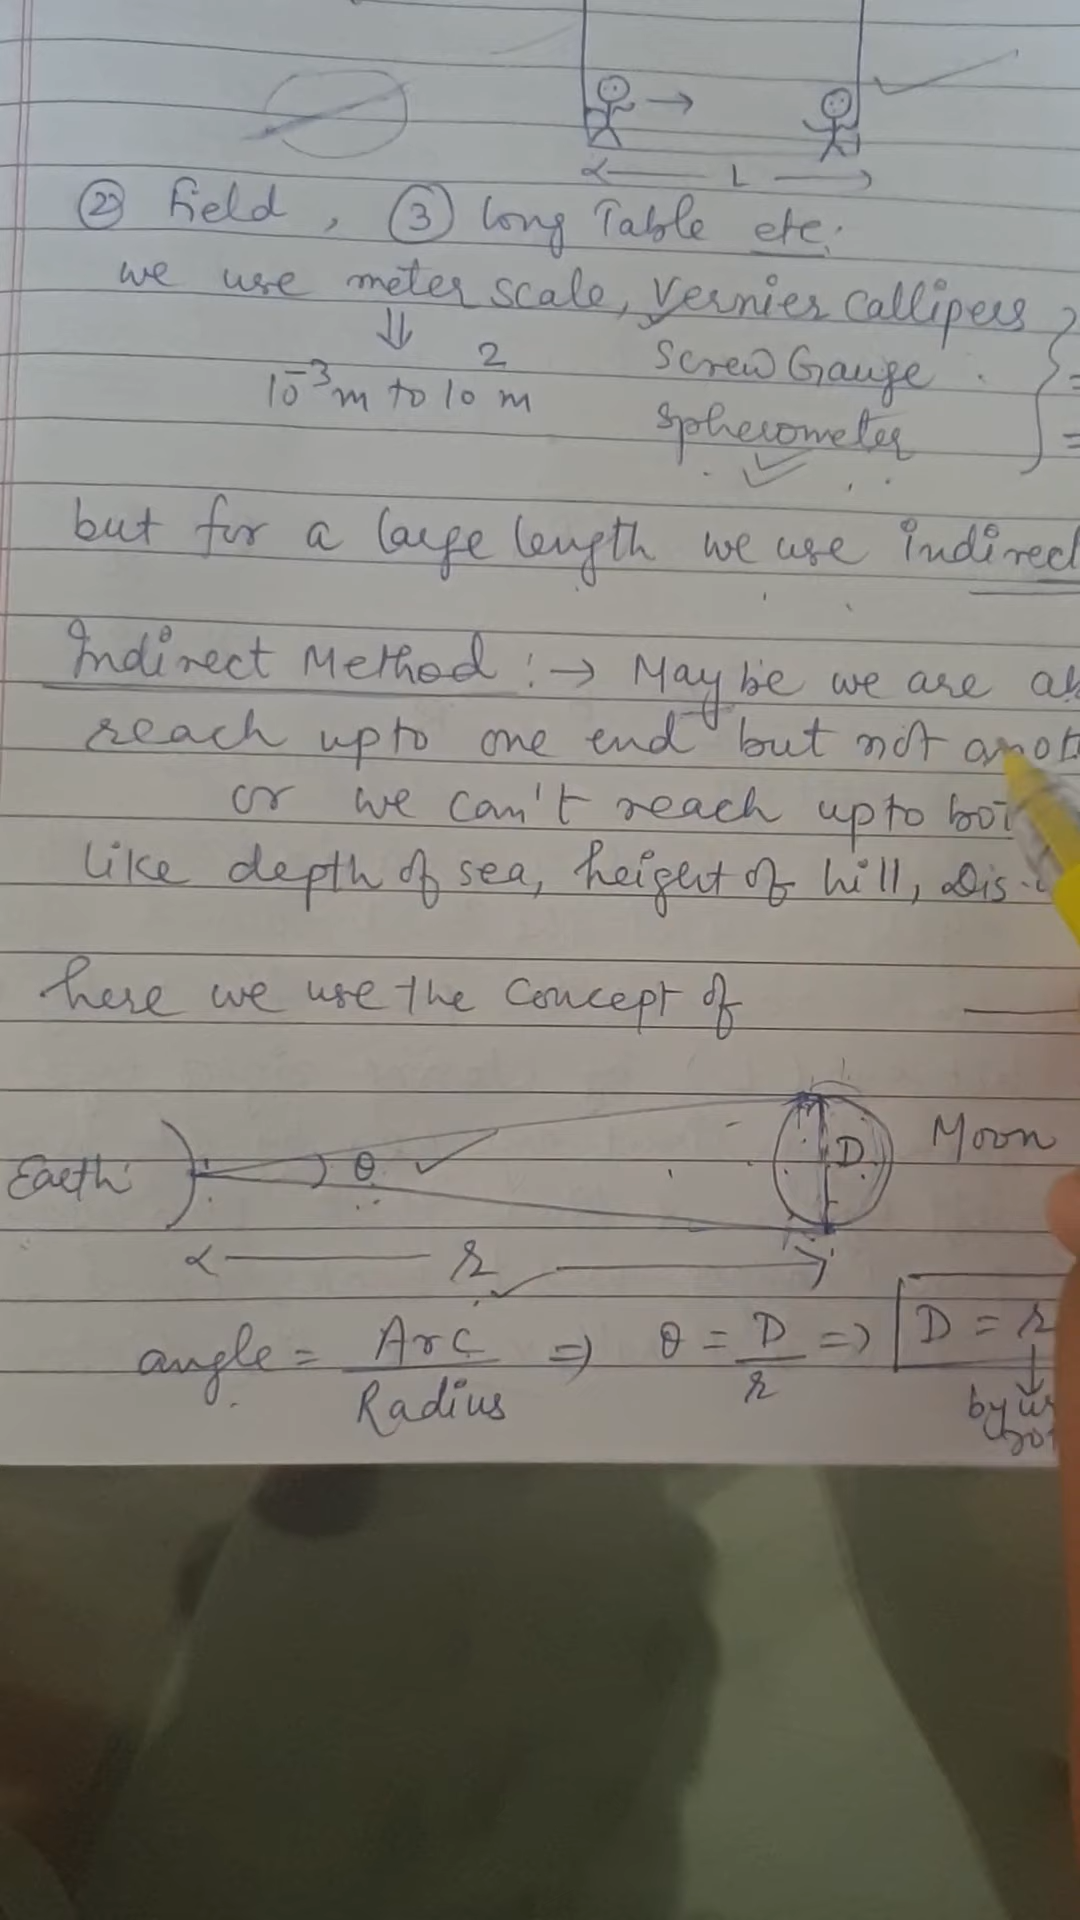 L
② field, ③ long Table etc.
we use meter scale, Vernier Callipers
⇓ Screw Gauge
10⁻³m to 10² m Spherometer
but for a large length we use indirect
Indirect Method :→ May be we are
reach upto one end but not
or we can't reach upto
like depth of sea, height of hill, Dis.
here we use the concept of
Earth θ D Moon
r
angle = Arc / Radius ⇒ θ = D / r ⇒ D = r
by